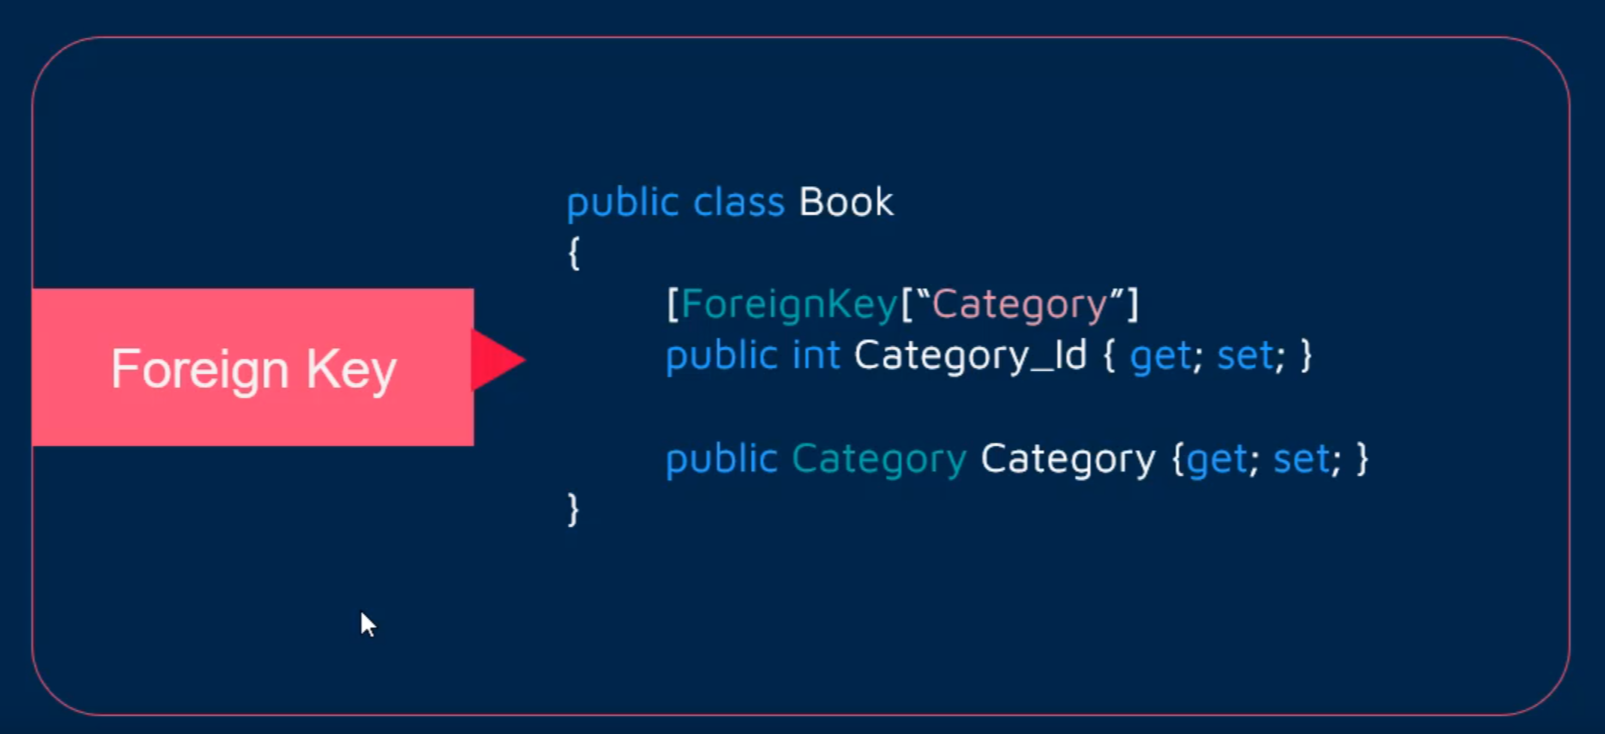 Foreign Key
public class Book
{
[ForeignKey[“Category”]
public int Category_Id { get; set; }
public Category Category {get; set; }
}